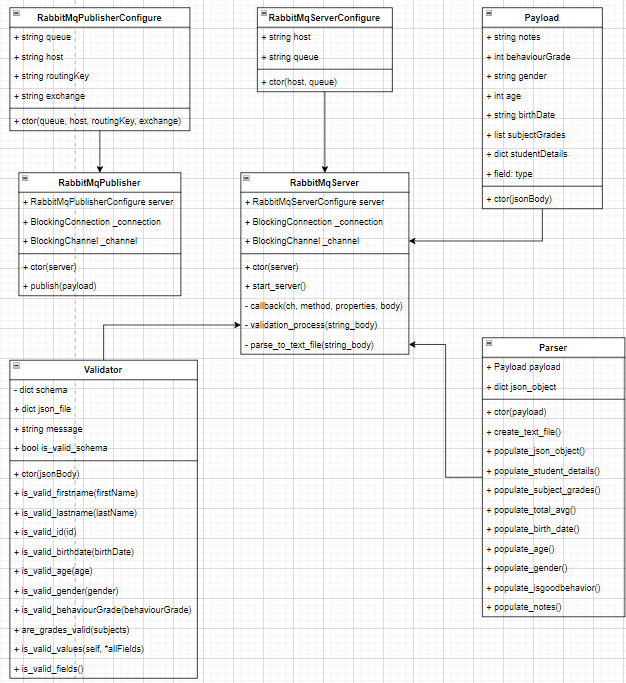 RabbitMqPublisherConfigure
+ string queue
+ string host
+ string routingKey
+ string exchange
+ ctor(queue, host, routingKey, exchange)
RabbitMqServerConfigure
+ string host
+ string queue
+ ctor(host, queue)
Payload
+ string notes
+ int behaviourGrade
+ string gender
+ int age
+ string birthDate
+ list subjectGrades
+ dict studentDetails
+ field: type
+ ctor(jsonBody)
RabbitMqPublisher
+ RabbitMqPublisherConfigure server
+ BlockingConnection _connection
+ BlockingChannel _channel
+ ctor(server)
+ publish(payload)
RabbitMqServer
+ RabbitMqServerConfigure server
+ BlockingConnection _connection
+ BlockingChannel _channel
+ ctor(server)
+ start_server()
- callback(ch, method, properties, body)
- validation_process(string_body)
- parse_to_text_file(string_body)
Validator
- dict schema
+ dict json_file
+ string message
+ bool is_valid_schema
+ ctor(jsonBody)
+ is_valid_firstname(firstName)
+ is_valid_lastname(lastName)
+ is_valid_id(id)
+ is_valid_birthdate(birthDate)
+ is_valid_age(age)
+ is_valid_gender(gender)
+ is_valid_behaviourGrade(behaviourGrade)
+ are_grades_valid(subjects)
+ is_valid_values(self, *allFields)
+ is_valid_fields()
Parser
+ Payload payload
+ dict json_object
+ ctor(payload)
+ create_text_file()
+ populate_json_object()
+ populate_student_details()
+ populate_subject_grades()
+ populate_total_avg()
+ populate_birth_date()
+ populate_age()
+ populate_gender()
+ populate_isgoodbehavior()
+ populate_notes()